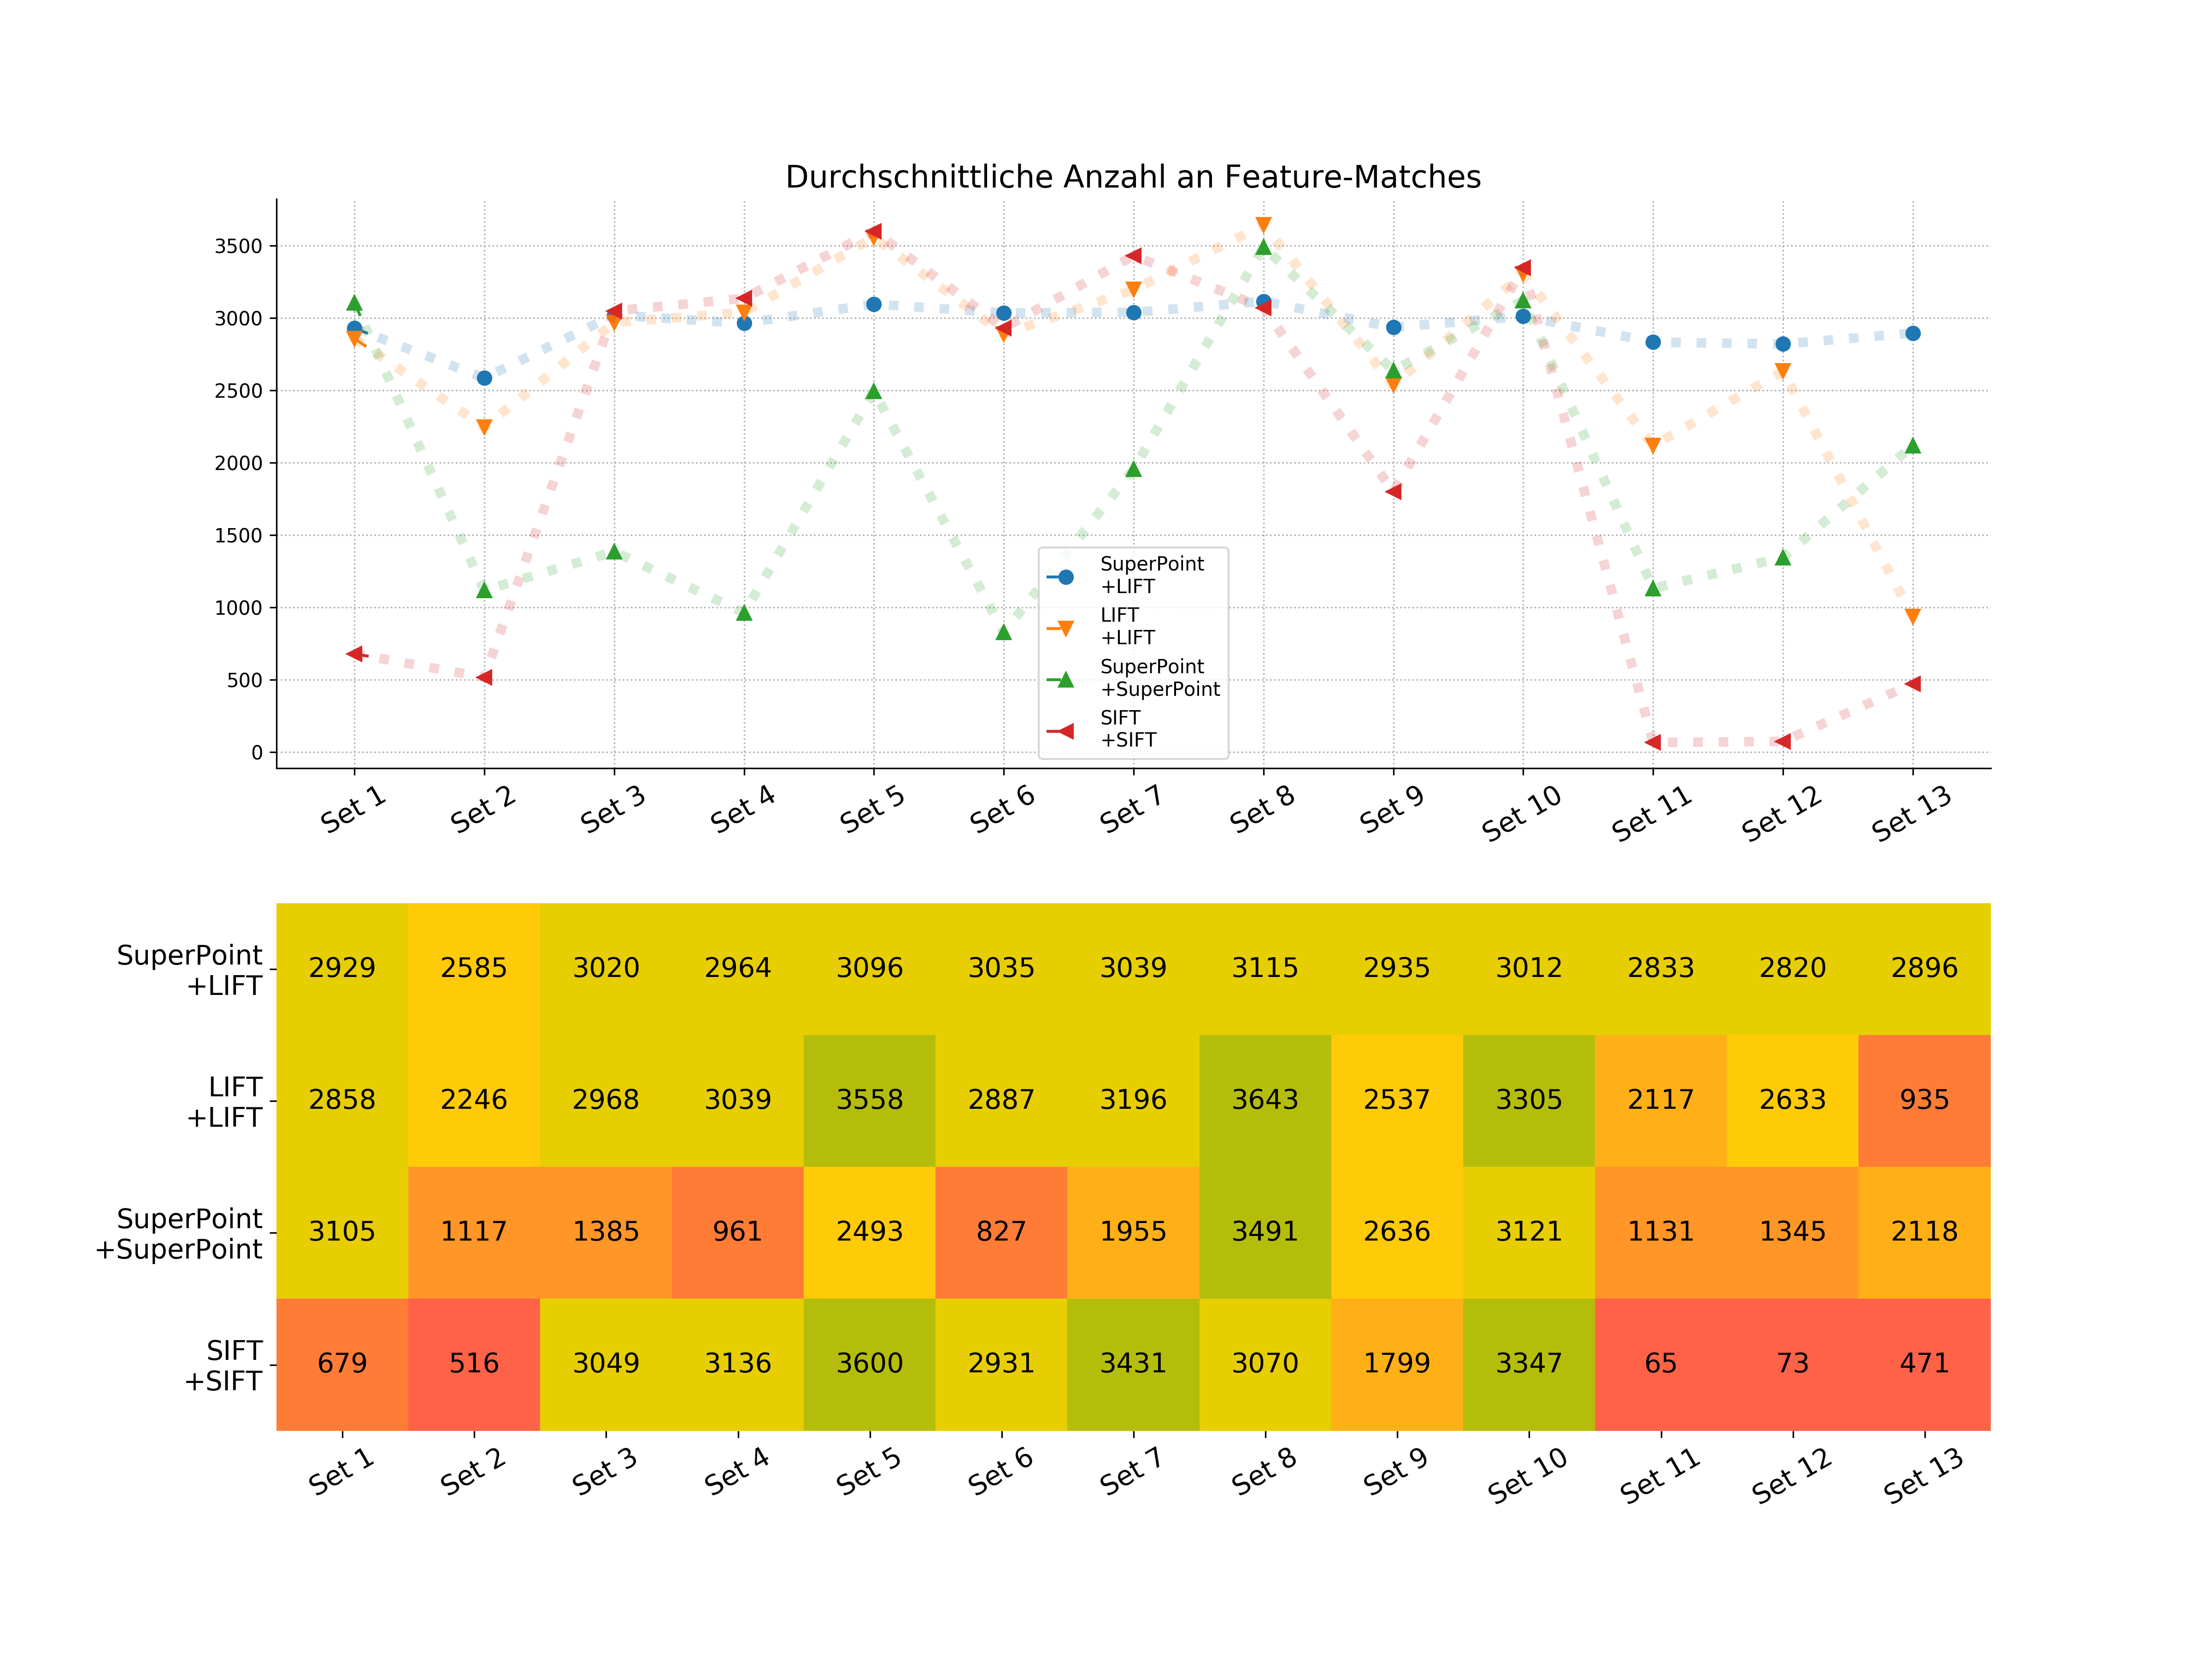 Durchschnittliche Anzahl an Feature-Matches
3500
3000
2500
2000
1500
1000
500
0
SuperPoint
+LIFT
LIFT
+LIFT
SuperPoint
+SuperPoint
SIFT
+SIFT
Set 1 Set 2 Set 3 Set 4 Set 5 Set 6 Set 7 Set 8 Set 9 Set 10 Set 11 Set 12 Set 13
SuperPoint
+LIFT
2929 2585 3020 2964 3096 3035 3039 3115 2935 3012 2833 2820 2896
LIFT
+LIFT
2858 2246 2968 3039 3558 2887 3196 3643 2537 3305 2117 2633 935
SuperPoint
+SuperPoint
3105 1117 1385 961 2493 827 1955 3491 2636 3121 1131 1345 2118
SIFT
+SIFT
679 516 3049 3136 3600 2931 3431 3070 1799 3347 65 73 471
Set 1 Set 2 Set 3 Set 4 Set 5 Set 6 Set 7 Set 8 Set 9 Set 10 Set 11 Set 12 Set 13